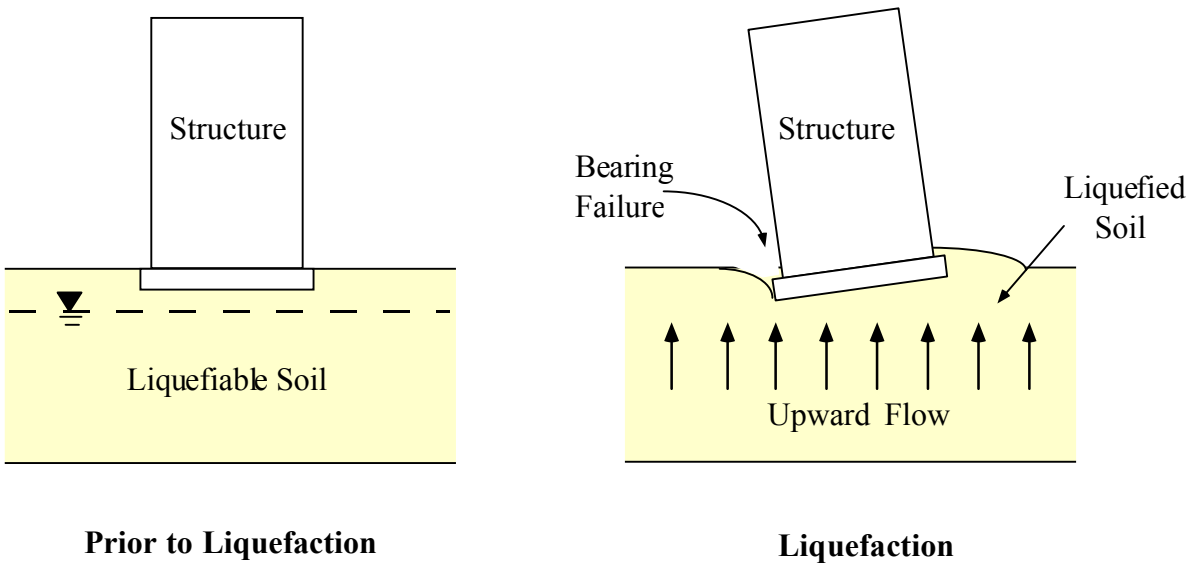 Structure
Liquefiable Soil
Prior to Liquefaction
Structure
Bearing
Failure
Liquefied
Soil
Upward Flow
Liquefaction